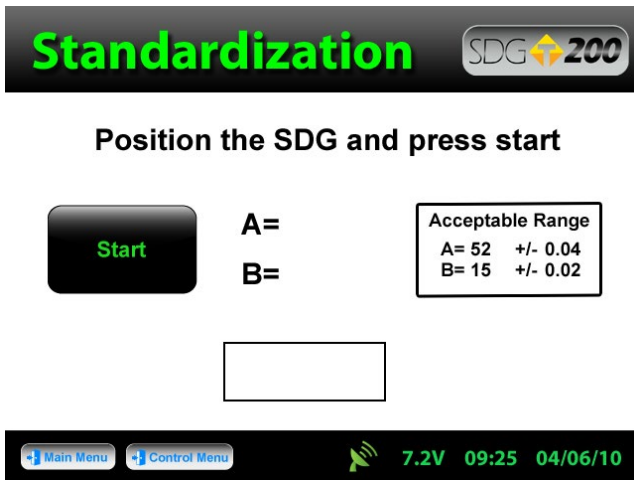 Standardization
SDG T 200
Position the SDG and press start
Start
A=
B=
Acceptable Range
A= 52 +/- 0.04
B= 15 +/- 0.02
Main Menu
Control Menu
7.2V 09:25 04/06/10